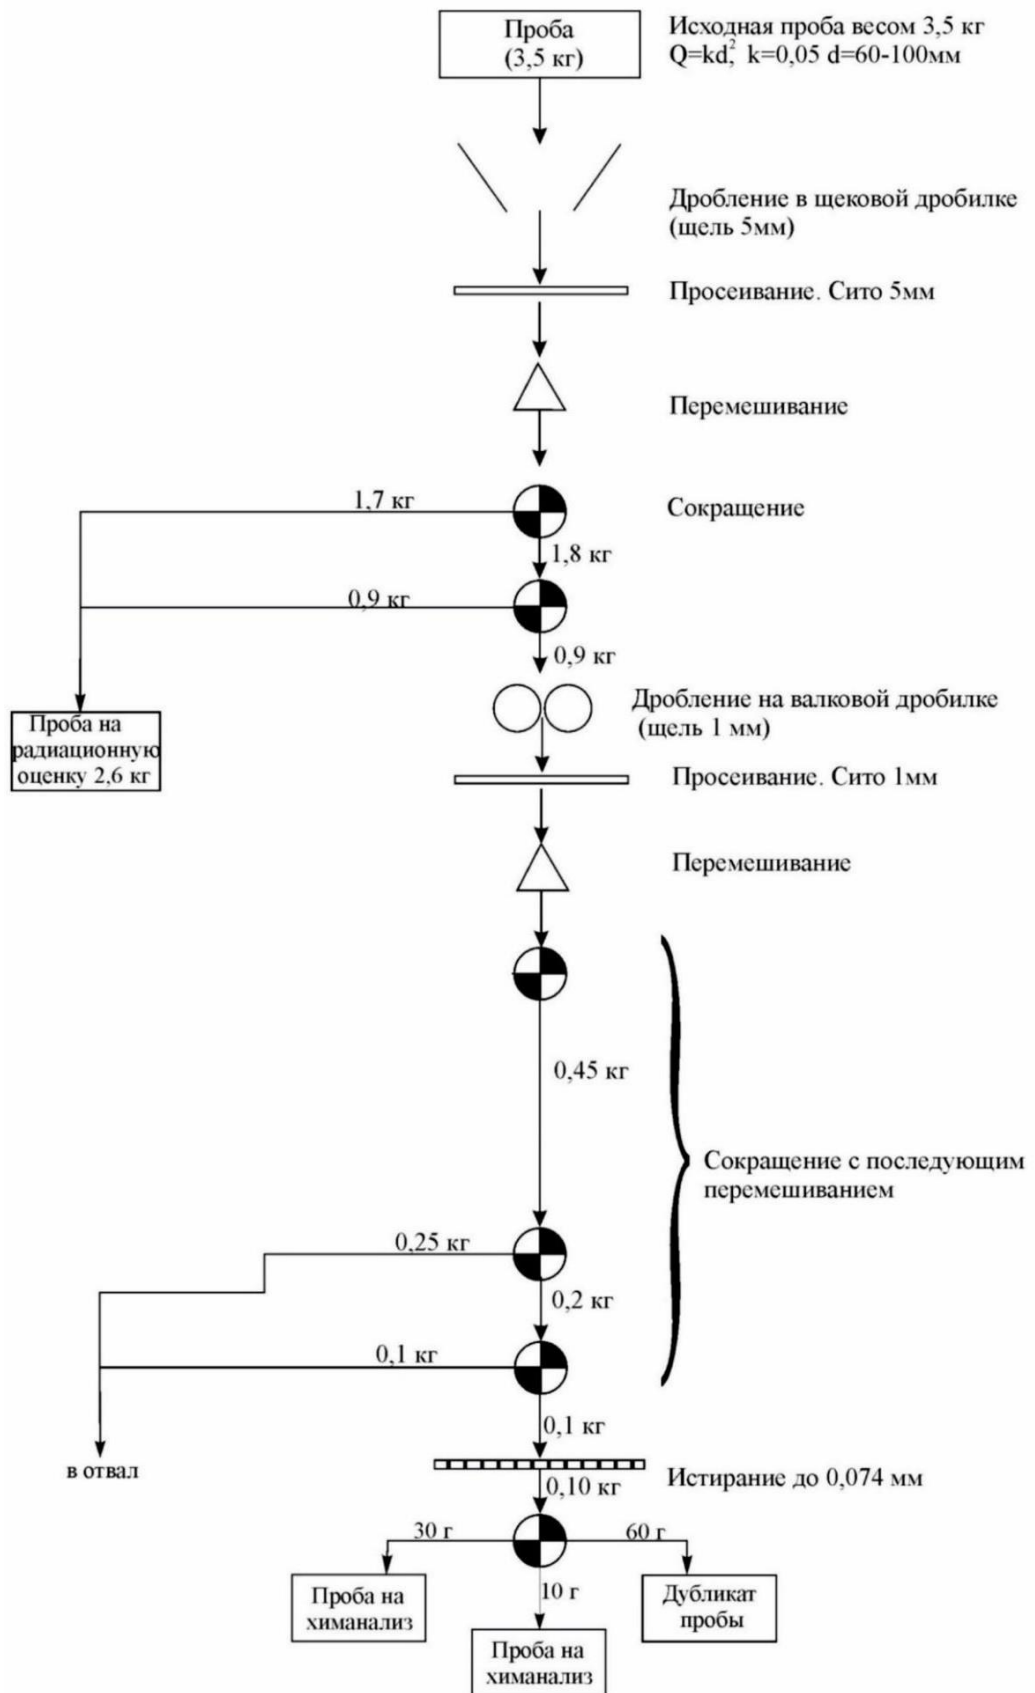 Проба
(3,5 кг)
Исходная проба весом 3,5 кг
Q=kd², k=0,05 d=60-100мм
Дробление в щековой дробилке
(щель 5мм)
Просеивание. Сито 5мм
Перемешивание
1,7 кг
Сокращение
1,8 кг
0,9 кг
0,9 кг
Дробление на валковой дробилке
(щель 1 мм)
Проба на
радиационную
оценку 2,6 кг
Просеивание. Сито 1мм
Перемешивание
0,45 кг
Сокращение с последующим
перемешиванием
0,25 кг
0,2 кг
0,1 кг
0,1 кг
в отвал
Истирание до 0,074 мм
0,10 кг
30 г
60 г
10 г
Проба на
химанализ
Дубликат
пробы
Проба на
химанализ